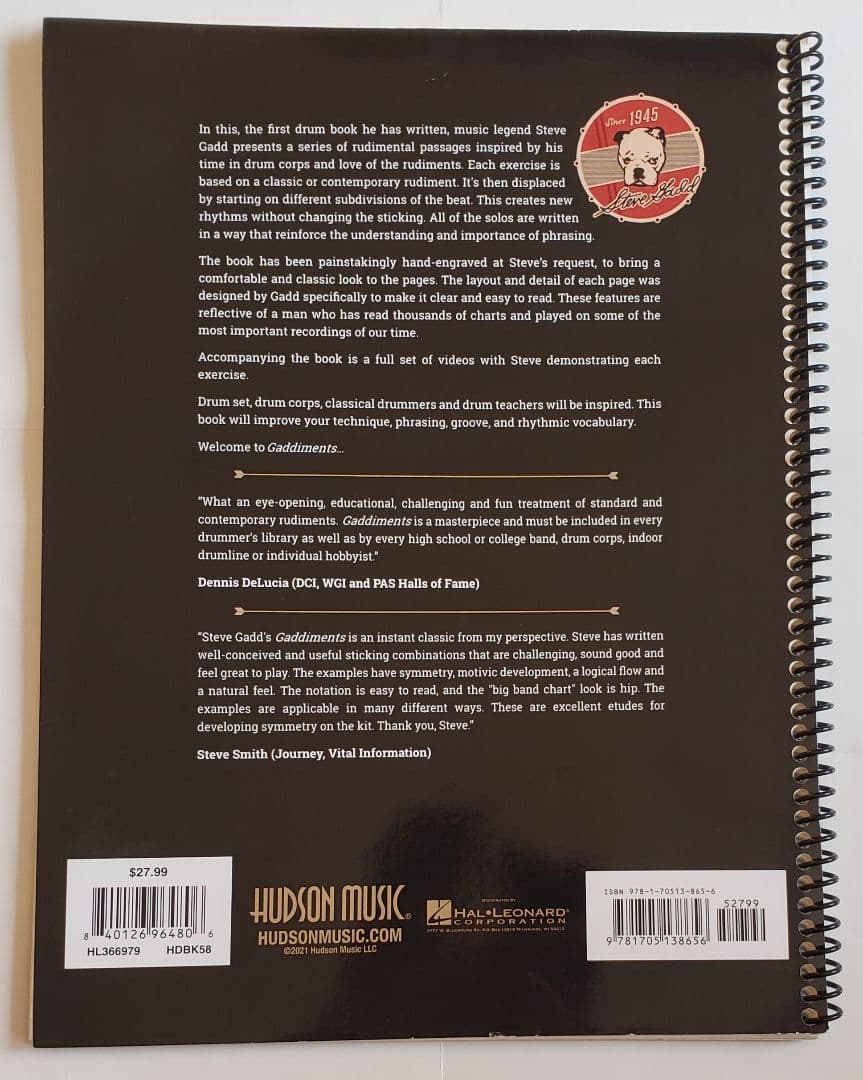 Since 1945
Steve Gadd
In this, the first drum book he has written, music legend Steve
Gadd presents a series of rudimental passages inspired by his
time in drum corps and love of the rudiments. Each exercise is
based on a classic or contemporary rudiment. It's then displaced
by starting on different subdivisions of the beat. This creates new
rhythms without changing the sticking. All of the solos are written
in a way that reinforce the understanding and importance of phrasing.
The book has been painstakingly hand-engraved at Steve's request, to bring a
comfortable and classic look to the pages. The layout and detail of each page was
designed by Gadd specifically to make it clear and easy to read. These features are
reflective of a man who has read thousands of charts and played on some of the
most important recordings of our time.
Accompanying the book is a full set of videos with Steve demonstrating each
exercise.
Drum set, drum corps, classical drummers and drum teachers will be inspired. This
book will improve your technique, phrasing, groove, and rhythmic vocabulary.
Welcome to Gaddiments...
"What an eye-opening, educational, challenging and fun treatment of standard and
contemporary rudiments. Gaddiments is a masterpiece and must be included in every
drummer's library as well as by every high school or college band, drum corps, indoor
drumline or individual hobbyist."
Dennis DeLucia (DCI, WGI and PAS Halls of Fame)
"Steve Gadd's Gaddiments is an instant classic from my perspective. Steve has written
well-conceived and useful sticking combinations that are challenging, sound good and
feel great to play. The examples have symmetry, motivic development, a logical flow and
a natural feel. The notation is easy to read, and the "big band chart" look is hip. The
examples are applicable in many different ways. These are excellent etudes for
developing symmetry on the kit. Thank you, Steve."
Steve Smith (Journey, Vital Information)
$27.99
8 40126 96480 6
HL366979 HDBK58
HUDSON MUSIC®
HUDSONMUSIC.COM
©2021 Hudson Music LLC
DISTRIBUTED BY
HAL•LEONARD®
CORPORATION
7777 W. BLUEMOUND RD. P.O. BOX 13819 MILWAUKEE, WI 53213
ISBN 978-1-70513-865-6
52799
9 781705 138656